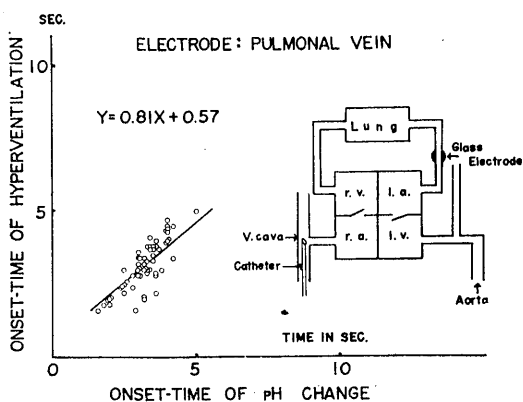 SEC.
ELECTRODE: PULMONAL VEIN
10
Y=0.81X+0.57
Lung
Glass
Electrode
r. v.
l. a.
5
V. cava
r. a.
l. v.
Catheter
Aorta
TIME IN SEC.
0
5
10
ONSET-TIME OF pH CHANGE
ONSET-TIME OF HYPERVENTILATION